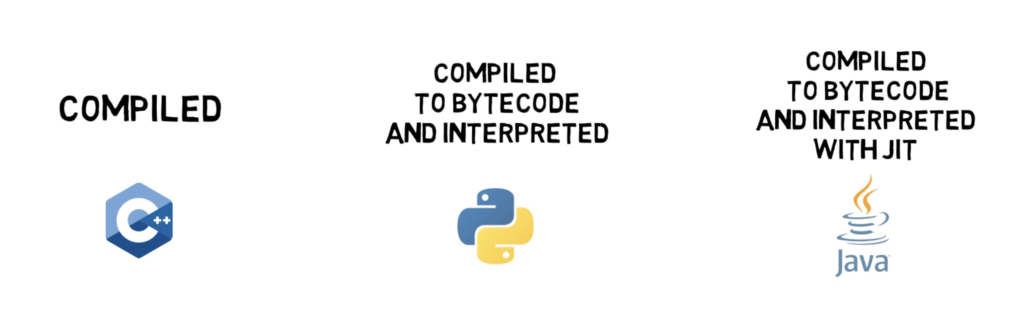 COMPILED
C++
COMPILED
TO BYTECODE
AND INTERPRETED
COMPILED
TO BYTECODE
AND INTERPRETED
WITH JIT
Java